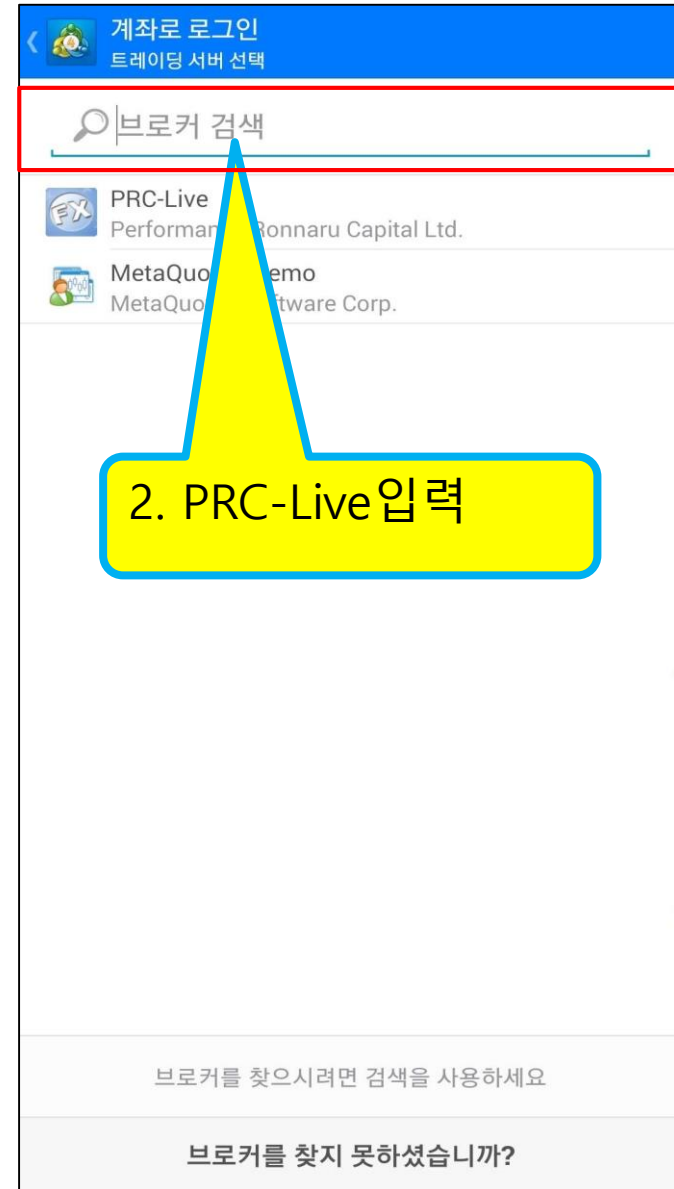 계좌로 로그인
트레이딩 서버 선택
브로커 검색
FX PRC-Live
Ronnaru Capital Ltd.
MetaQuo emo
MetaQuo tware Corp.
2. PRC-Live입력
브로커를 찾으시려면 검색을 사용하세요
브로커를 찾지 못하셨습니까?